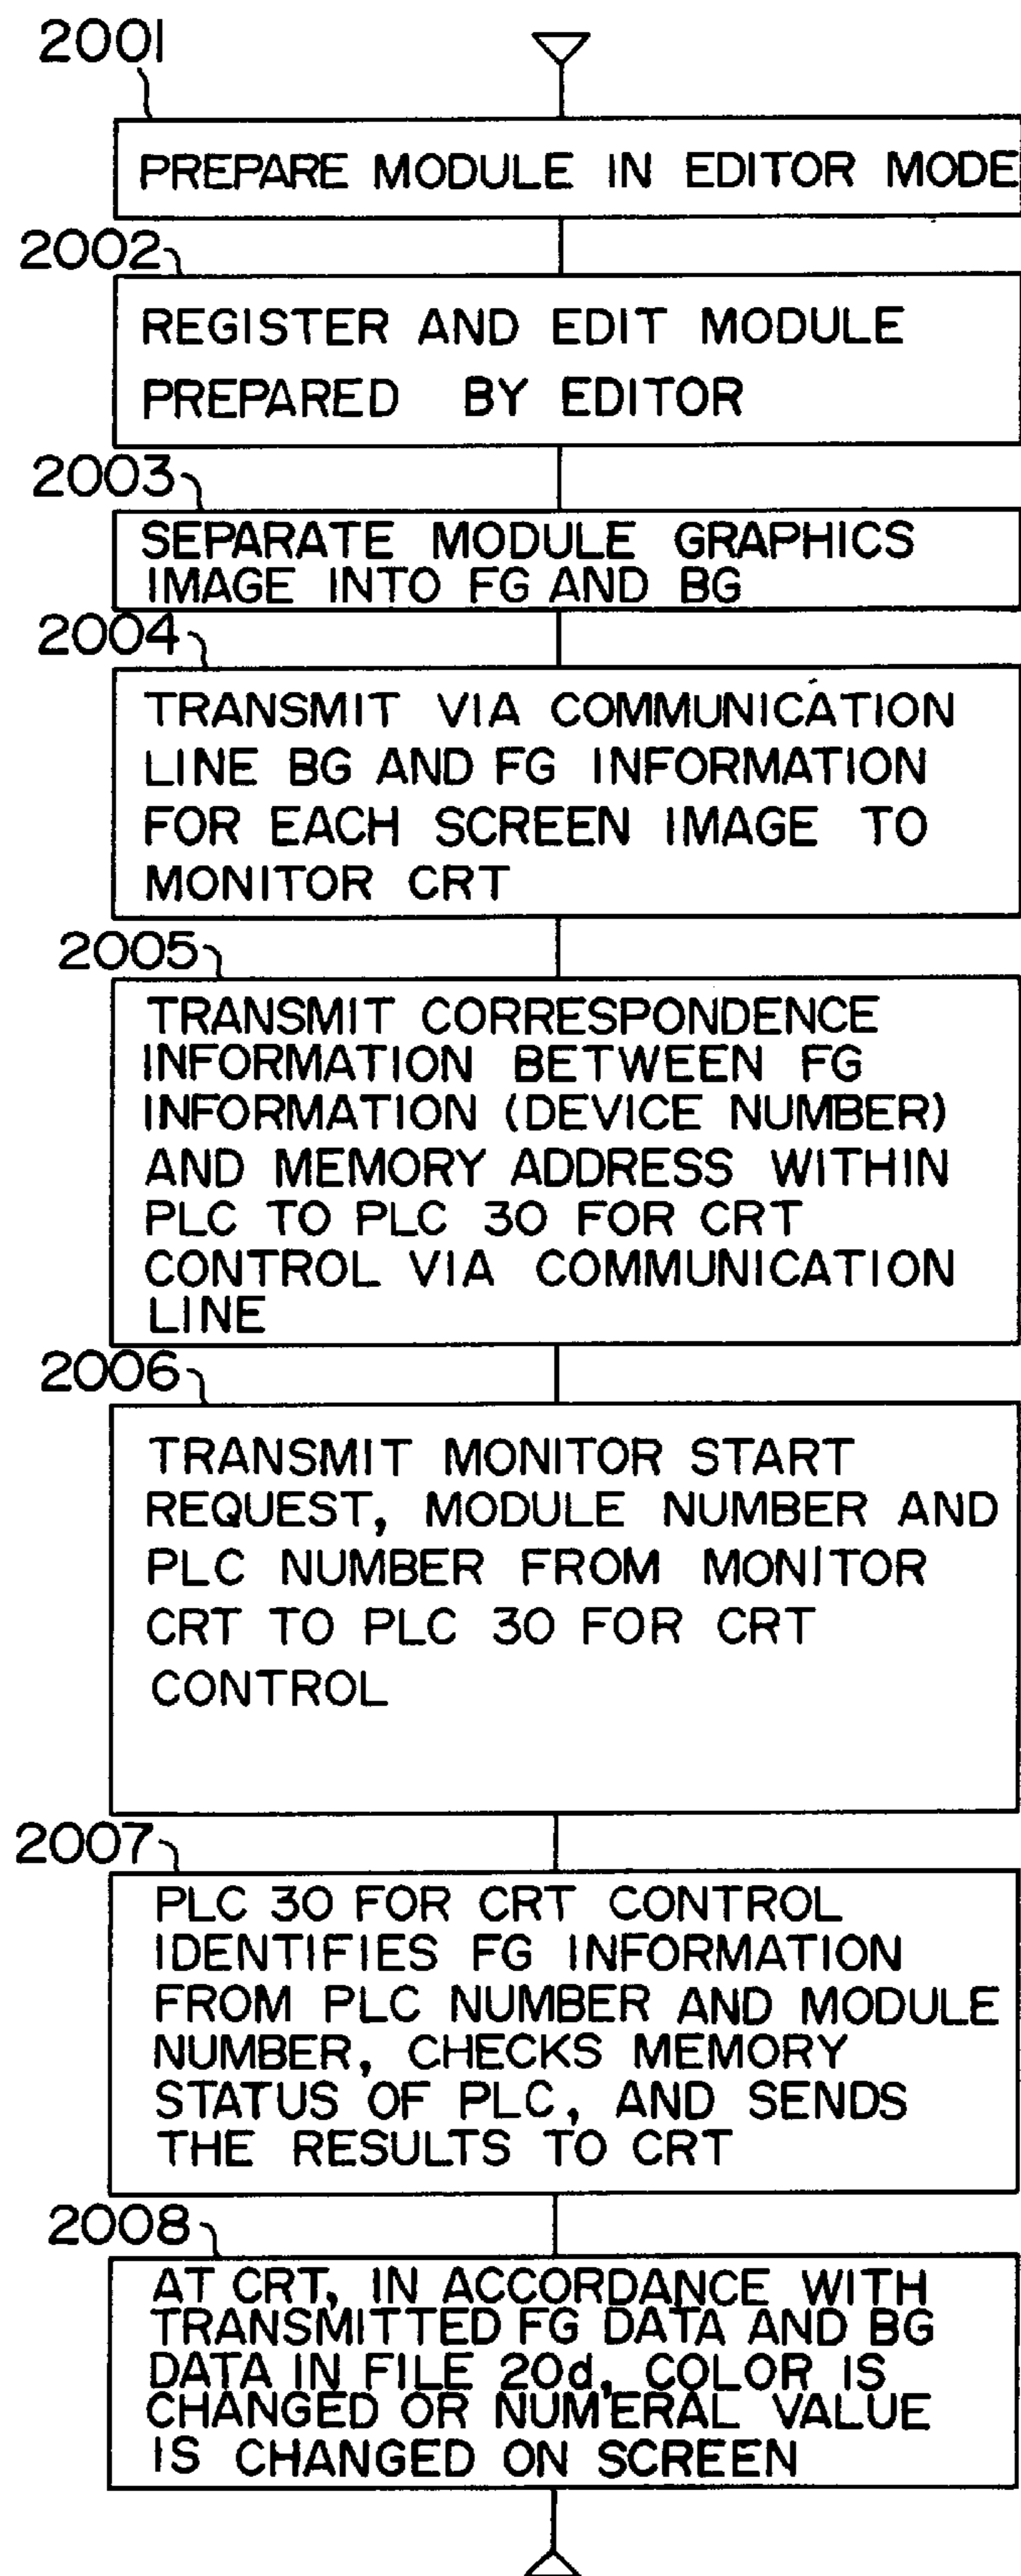 2001
PREPARE MODULE IN EDITOR MODE
2002
REGISTER AND EDIT MODULE
PREPARED BY EDITOR
2003
SEPARATE MODULE GRAPHICS
IMAGE INTO FG AND BG
2004
TRANSMIT VIA COMMUNICATION
LINE BG AND FG INFORMATION
FOR EACH SCREEN IMAGE TO
MONITOR CRT
2005
TRANSMIT CORRESPONDENCE
INFORMATION BETWEEN FG
INFORMATION (DEVICE NUMBER)
AND MEMORY ADDRESS WITHIN
PLC TO PLC 30 FOR CRT
CONTROL VIA COMMUNICATION
LINE
2006
TRANSMIT MONITOR START
REQUEST, MODULE NUMBER AND
PLC NUMBER FROM MONITOR
CRT TO PLC 30 FOR CRT
CONTROL
2007
PLC 30 FOR CRT CONTROL
IDENTIFIES FG INFORMATION
FROM PLC NUMBER AND MODULE
NUMBER, CHECKS MEMORY
STATUS OF PLC, AND SENDS
THE RESULTS TO CRT
2008
AT CRT, IN ACCORDANCE WITH
TRANSMITTED FG DATA AND BG
DATA IN FILE 20d, COLOR IS
CHANGED OR NUMERAL VALUE
IS CHANGED ON SCREEN